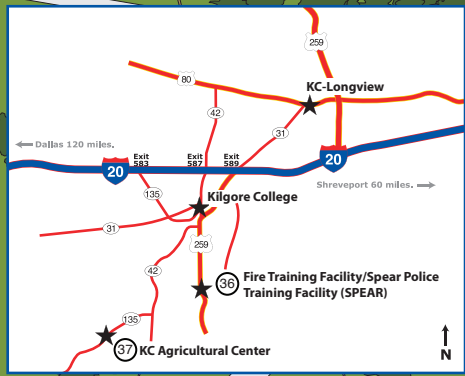 259
80
KC-Longview
42
31
Dallas 120 miles.
Exit 583
Exit 587
Exit 589
20
20
135
Shreveport 60 miles.
Kilgore College
31
259
42
36
Fire Training Facility/Spear Police
Training Facility (SPEAR)
135
37 KC Agricultural Center
N